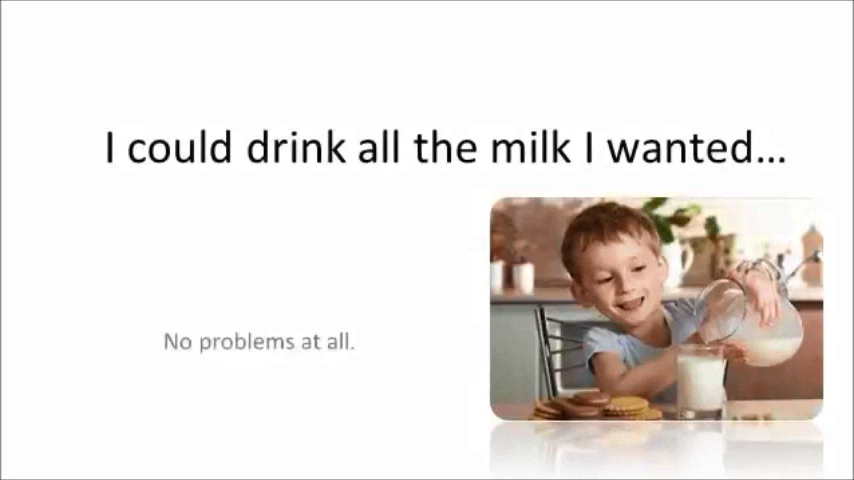 I could drink all the milk I wanted…
No problems at all.